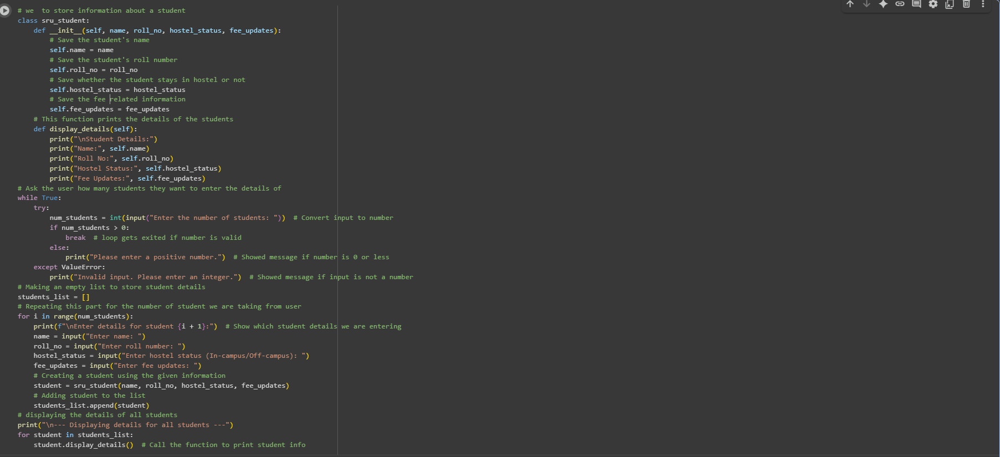 # we  to store information about a student
class sru_student:
    def __init__(self, name, roll_no, hostel_status, fee_updates):
        # Save the student's name
        self.name = name
        # Save the student's roll number
        self.roll_no = roll_no
        # Save whether the student stays in hostel or not
        self.hostel_status = hostel_status
        # Save the fee related information
        self.fee_updates = fee_updates
    # This function prints the details of the students
    def display_details(self):
        print("\nStudent Details:")
        print("Name:", self.name)
        print("Roll No:", self.roll_no)
        print("Hostel Status:", self.hostel_status)
        print("Fee Updates:", self.fee_updates)
# Ask the user how many students they want to enter the details of
while True:
    try:
        num_students = int(input("Enter the number of students: "))  # Convert input to number
        if num_students > 0:
            break  # loop gets exited if number is valid
        else:
            print("Please enter a positive number.")  # Showed message if number is 0 or less
    except ValueError:
        print("Invalid input. Please enter an integer.")  # Showed message if input is not a number
# Making an empty list to store student details
students_list = []
# Repeating this part for the number of student we are taking from user
for i in range(num_students):
    print(f"\nEnter details for student {i + 1}:")  # Show which student details we are entering
    name = input("Enter name: ")
    roll_no = input("Enter roll number: ")
    hostel_status = input("Enter hostel status (In-campus/Off-campus): ")
    fee_updates = input("Enter fee updates: ")
    # Creating a student using the given information
    student = sru_student(name, roll_no, hostel_status, fee_updates)
    # Adding student to the list
    students_list.append(student)
# displaying the details of all students
print("\n--- Displaying details for all students ---")
for student in students_list:
    student.display_details()  # Call the function to print student info